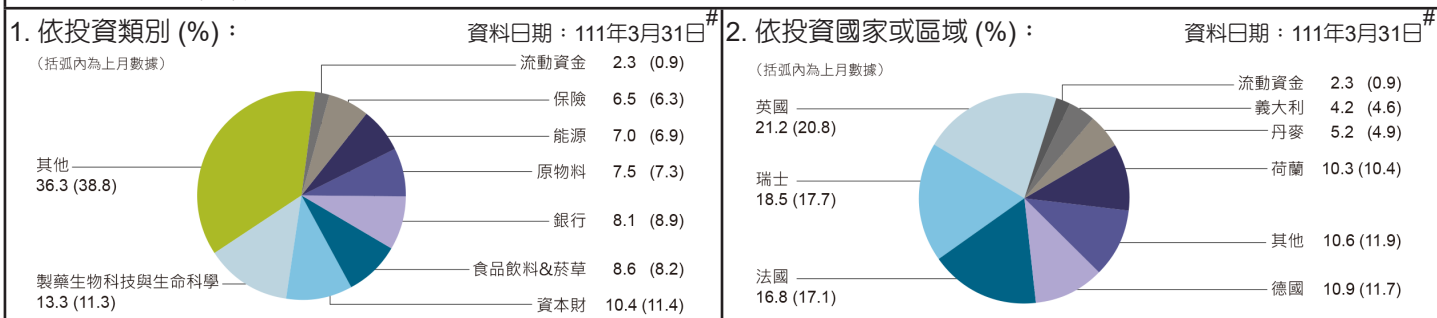 1. 依投資類別 (%)：
資料日期：111年3月31日#
（括弧內為上月數據）
流動資金 2.3 (0.9)
保險 6.5 (6.3)
能源 7.0 (6.9)
原物料 7.5 (7.3)
銀行 8.1 (8.9)
食品飲料&菸草 8.6 (8.2)
資本財 10.4 (11.4)
製藥生物科技與生命科學
13.3 (11.3)
其他
36.3 (38.8)
2. 依投資國家或區域 (%)：
資料日期：111年3月31日#
（括弧內為上月數據）
流動資金 2.3 (0.9)
義大利 4.2 (4.6)
丹麥 5.2 (4.9)
荷蘭 10.3 (10.4)
其他 10.6 (11.9)
德國 10.9 (11.7)
法國
16.8 (17.1)
瑞士
18.5 (17.7)
英國
21.2 (20.8)